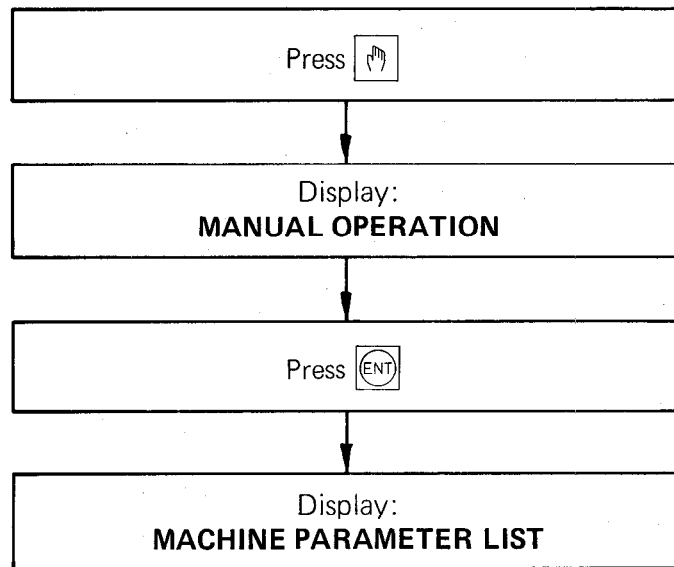 Press
Display:
MANUAL OPERATION
Press ENT
Display:
MACHINE PARAMETER LIST